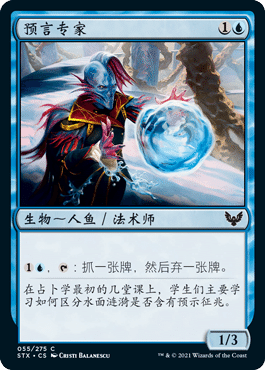 预言专家 1
生物～人鱼／法术师
1，：抓一张牌，然后弃一张牌。
在占卜学最初的几堂课上，学生们主要学
习如何区分水面涟漪是否含有预示征兆。
1/3
055/275 C
STX • CS CRISTI BALANESCU
™ & © 2021 Wizards of the Coast